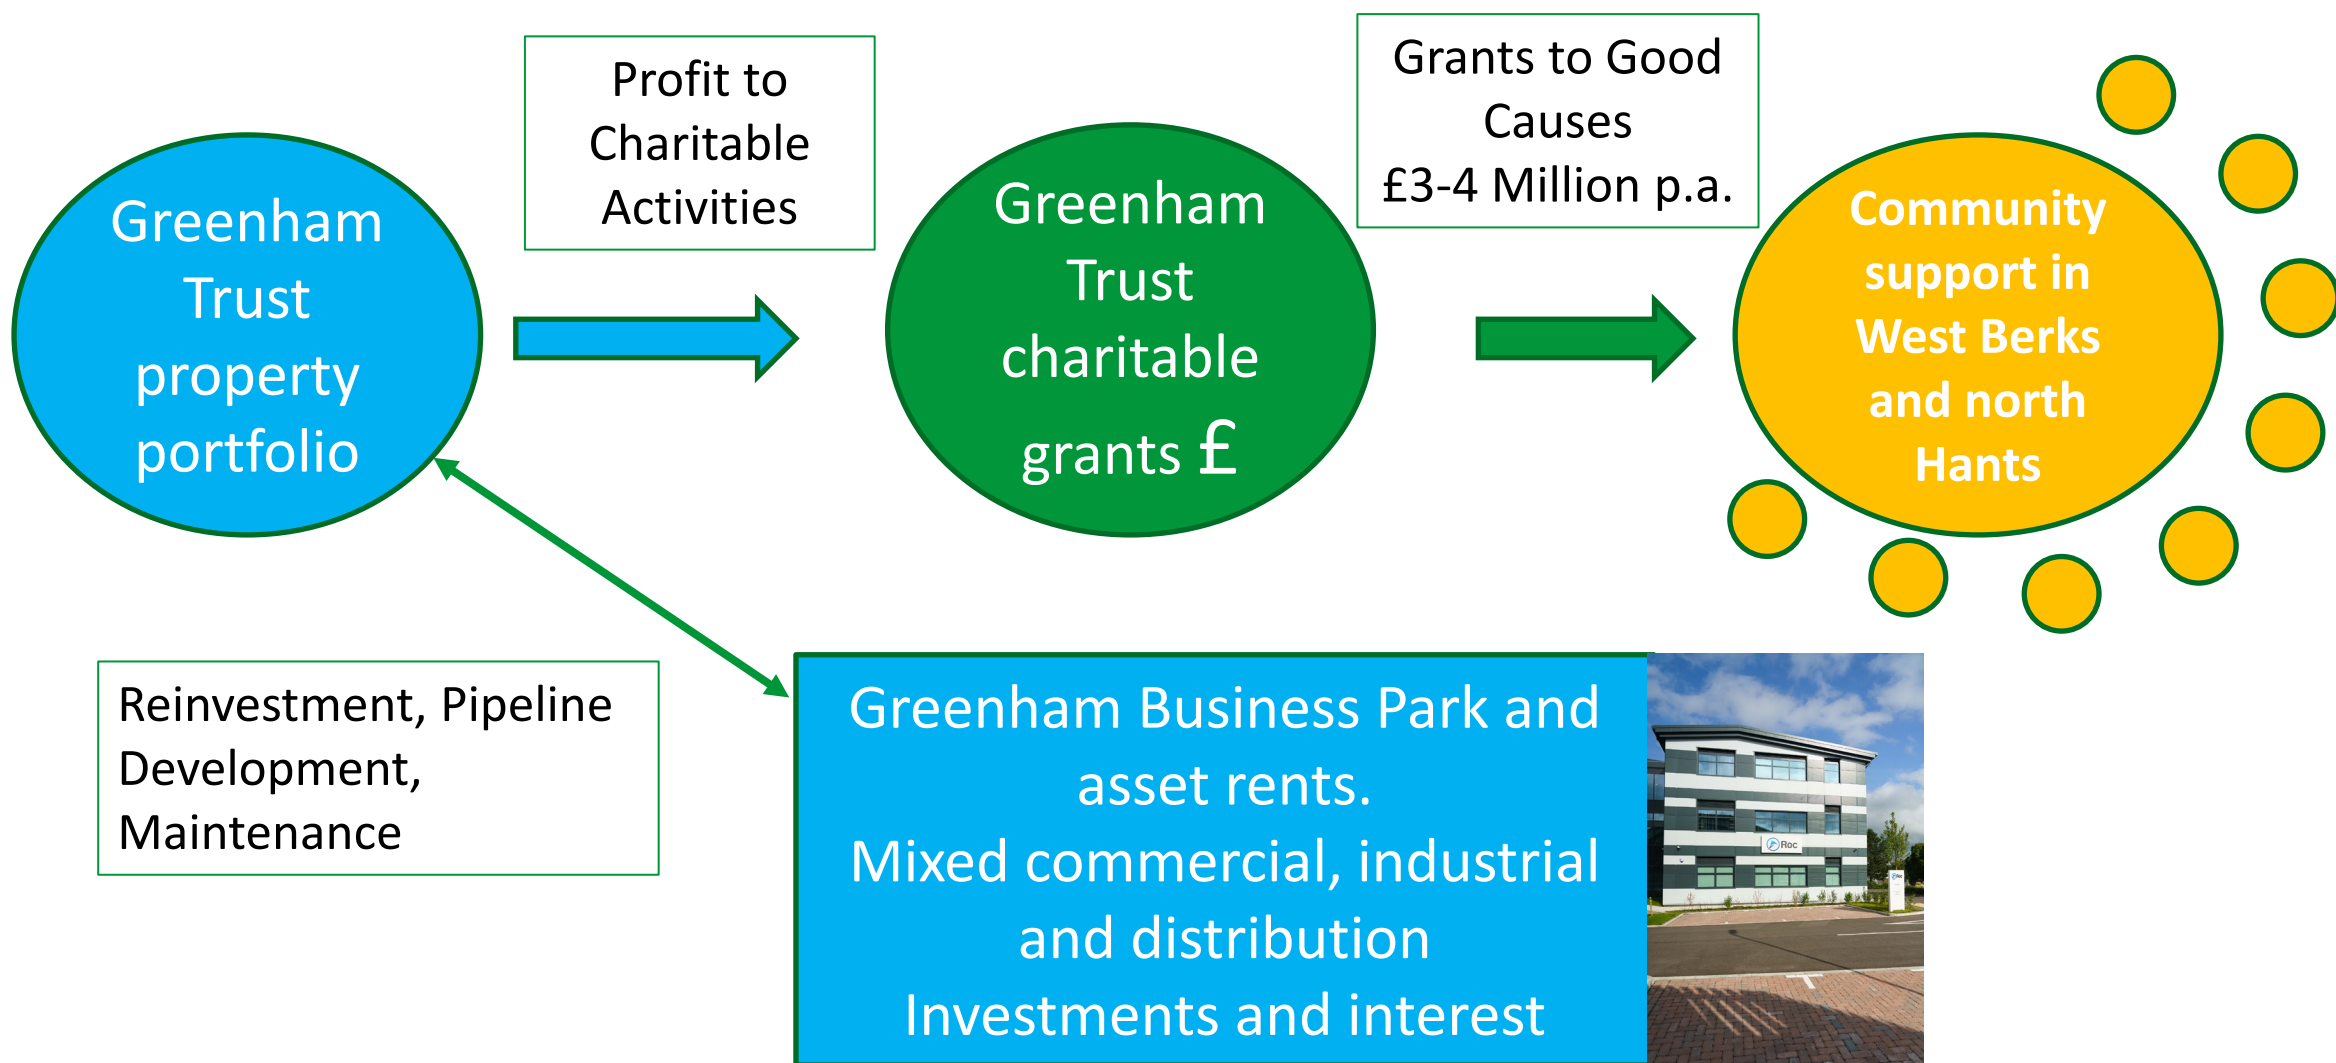 Profit to
Charitable
Activities
Grants to Good
Causes
£3-4 Million p.a.
Greenham
Trust
property
portfolio
Greenham
Trust
charitable
grants £
Community
support in
West Berks
and north
Hants
Reinvestment, Pipeline
Development,
Maintenance
Greenham Business Park and
asset rents.
Mixed commercial, industrial
and distribution
Investments and interest
Roc
Roc